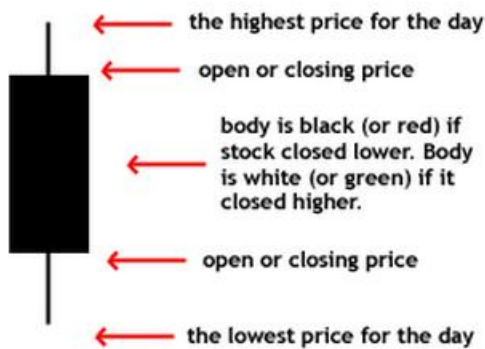 the highest price for the day
open or closing price
body is black (or red) if
stock closed lower. Body
is white (or green) if it
closed higher.
open or closing price
the lowest price for the day